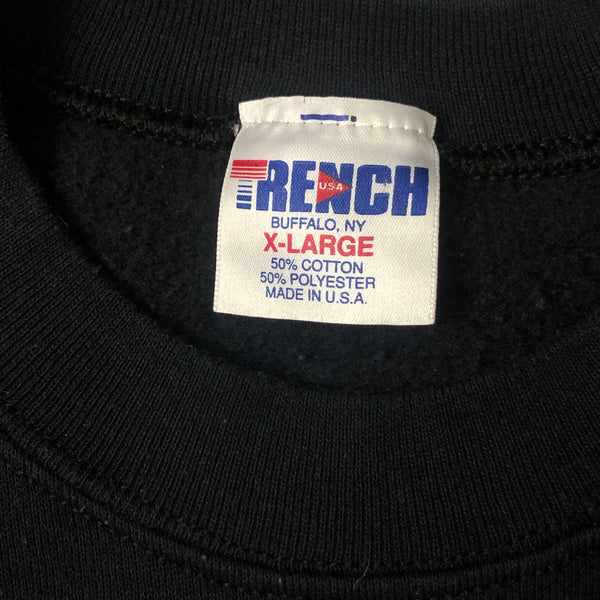 TRENCH
USA
BUFFALO, NY
X-LARGE
50% COTTON
50% POLYESTER
MADE IN U.S.A.